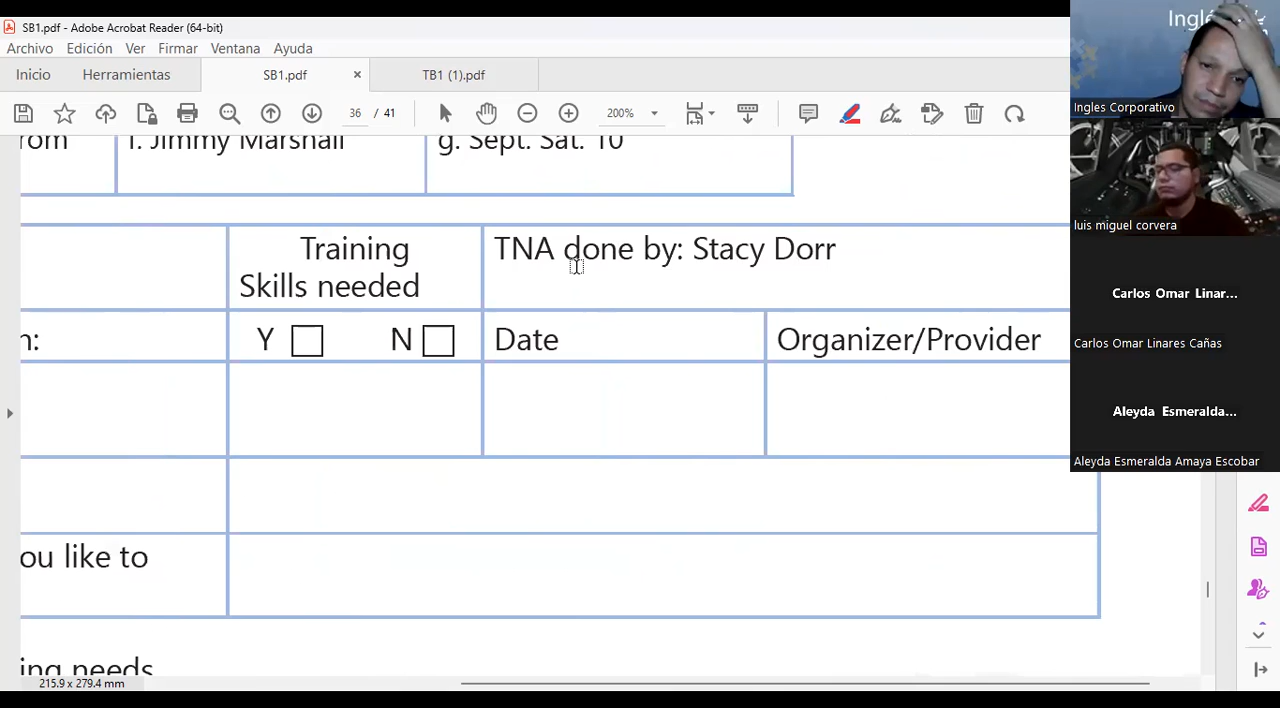 SB1.pdf - Adobe Acrobat Reader (64-bit)
Archivo Edición Ver Firmar Ventana Ayuda
Inicio Herramientas SB1.pdf × TB1 (1).pdf
36 / 41 200%
rom f. Jimmy Marshall g. Sept. Sat. 10
Training
Skills needed
TNA done by: Stacy Dorr
n: Y N Date Organizer/Provider
ou like to
ing needs
215.9 x 279.4 mm
Inglé
Ingles Corporativo
luis miguel corvera
Carlos Omar Linar...
Carlos Omar Linares Cañas
Aleyda Esmeralda...
Aleyda Esmeralda Amaya Escobar